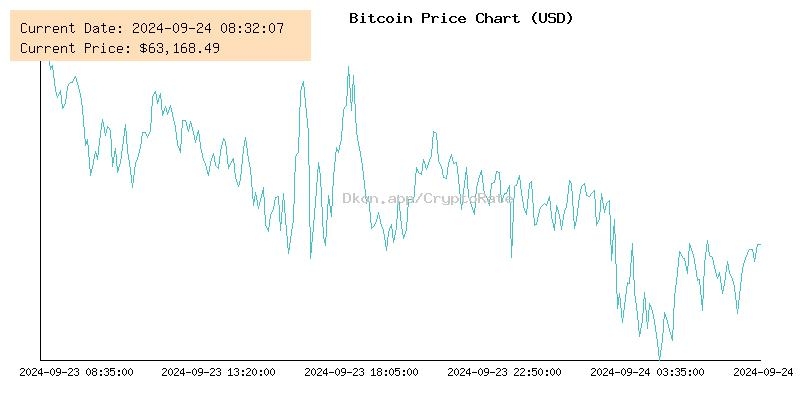 Bitcoin Price Chart (USD)
Current Date: 2024-09-24 08:32:07
Current Price: $63,168.49
Dkon.app/CryptoRate
2024-09-23 08:35:00 2024-09-23 13:20:00 2024-09-23 18:05:00 2024-09-23 22:50:00 2024-09-24 03:35:00 2024-09-24